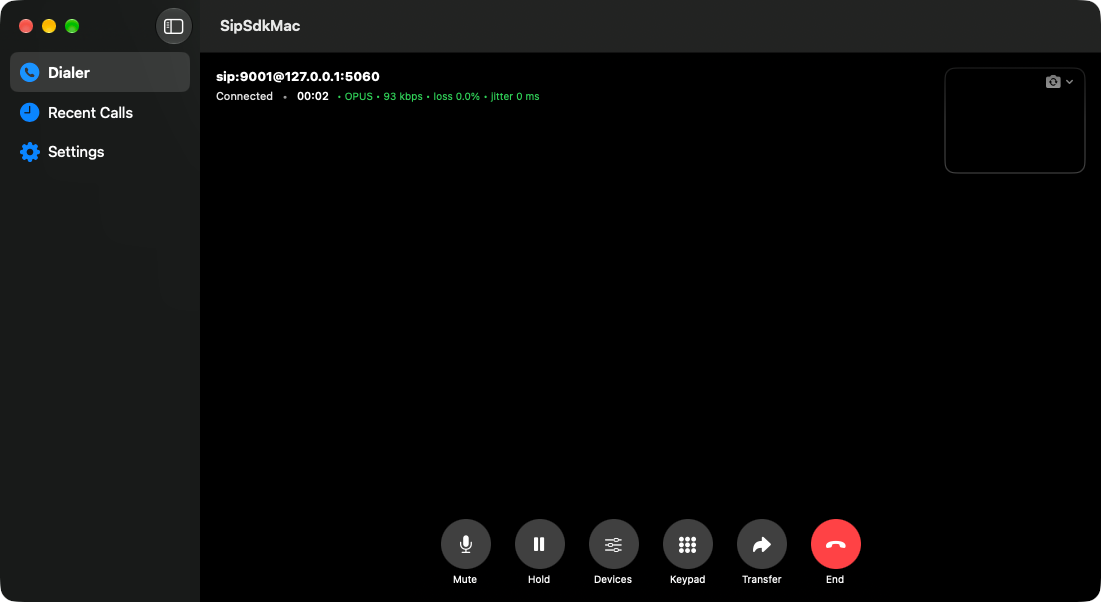 SipSdkMac
Dialer
Recent Calls
Settings
sip:9001@127.0.0.1:5060
Connected • 00:02 • OPUS • 93 kbps • loss 0.0% • jitter 0 ms
Mute
Hold
Devices
Keypad
Transfer
End